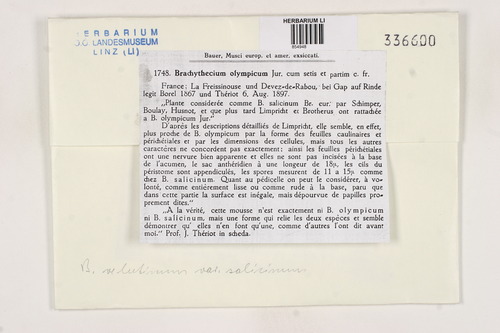 HERBARIUM
O.Ö. LANDESMUSEUM
LINZ (LI)
HERBARIUM LI
654948
336600
Bauer, Musci europ. et amer. exsiccati.
1748. Brachythecium olympicum Jur. cum setis et partim c. fr.
France: La Freissinouse und Devez-de-Rabou, bei Gap auf Rinde
legit Borel 1867 und Thériot 6. Aug. 1897.
„Plante considerée comme B. salicinum Br. eur. par Schimper,
Boulay, Husnot, et que plus tard Limpricht et Brotherus ont rattachée
a B. olympicum Jur."
D'après les descriptions détailliés de Limpricht, elle semble, en effet,
plus proche de B. olympicum par la forme des feuilles caulinaires et
périchétiales et par les dimensions des cellules, mais tous les autres
caractères ne concordent pas exactement: ainsi les feuilles périchétiales
ont une nervure bien apparente et elles ne sont pas incisées à la base
de l'acumen, le sac anthéridien à une longeur de 18µ, les cils du
péristome sont appendiculés, les spores mesurent de 11 a 15µ comme
chez B. salicinum. Quant au pédicelle on peut le considérer, à vo-
lonté, comme entièrement lisse ou comme rude à la base, paru que
dans cette partie la surface est inégale, mais dépourvue de papilles pro-
prement dites."
„A la vérité, cette mousse n'est exactement ni B. olympicum
ni B. salicinum, mais une forme qui relie les deux espèces et semble
démontrer qu' elles n'en font qu'une, comme d'autres l'ont dit avant
moi." Prof. J. Thériot in scheda.
B. velutinum var. salicinum